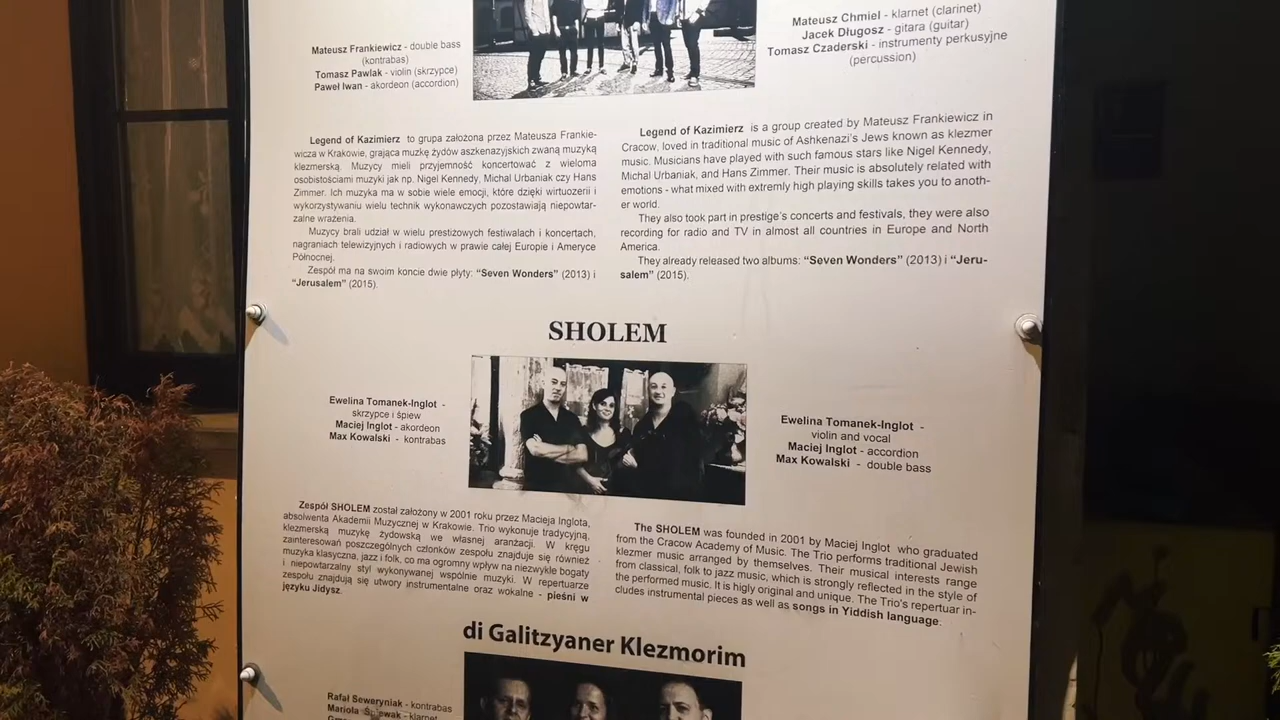 Mateusz Frankiewicz - double bass
(kontrabas)
Tomasz Pawlak - violin (skrzypce)
Paweł Iwan - akordeon (accordion)
Mateusz Chmiel - klarnet (clarinet)
Jacek Długosz - gitara (guitar)
Tomasz Czaderski - instrumenty perkusyjne
(percussion)
Legend of Kazimierz to grupa założona przez Mateusza Frankie-
wicza w Krakowie, grająca muzkę żydów aszkenazyjskich zwaną muzyką
klezmerską. Muzycy mieli przyjemność koncertować z wieloma
osobistościami muzyki jak np. Nigel Kennedy, Michal Urbaniak czy Hans
Zimmer. Ich muzyka ma w sobie wiele emocji, które dzięki wirtuozerii i
wykorzystywaniu wielu technik wykonawczych pozostawiają niepowtar-
zalne wrażenia.
Muzycy brali udział w wielu prestiżowych festiwalach i koncertach,
nagraniach telewizyjnych i radiowych w prawie całej Europie i Ameryce
Północnej.
Zespół ma na swoim koncie dwie płyty: “Seven Wonders” (2013) i
“Jerusalem” (2015).
Legend of Kazimierz is a group created by Mateusz Frankiewicz in
Cracow, loved in traditional music of Ashkenazi's Jews known as klezmer
music. Musicians have played with such famous stars like Nigel Kennedy,
Michal Urbaniak, and Hans Zimmer. Their music is absolutely related with
emotions - what mixed with extremly high playing skills takes you to anoth-
er world.
They also took part in prestige's concerts and festivals, they were also
recording for radio and TV in almost all countries in Europe and North
America.
They already released two albums: “Seven Wonders” (2013) i “Jeru-
salem” (2015).
SHOLEM
Ewelina Tomanek-Inglot -
skrzypce i śpiew
Maciej Inglot - akordeon
Max Kowalski - kontrabas
Ewelina Tomanek-Inglot -
violin and vocal
Maciej Inglot - accordion
Max Kowalski - double bass
Zespół SHOLEM został założony w 2001 roku przez Macieja Inglota,
absolwenta Akademii Muzycznej w Krakowie. Trio wykonuje tradycyjną,
klezmerską muzykę żydowską we własnej aranżacji. W kręgu
zainteresowań poszczególnych członków zespołu znajduje się również
muzyka klasyczna, jazz i folk, co ma ogromny wpływ na niezwykle bogaty
i niepowtarzalny styl wykonywanej wspólnie muzyki. W repertuarze
zespołu znajdują się utwory instrumentalne oraz wokalne - pieśni w
języku Jidysz.
The SHOLEM was founded in 2001 by Maciej Inglot who graduated
from the Cracow Academy of Music. The Trio performs traditional Jewish
klezmer music arranged by themselves. Their musical interests range
from classical, folk to jazz music, which is strongly reflected in the style of
the performed music. It is higly original and unique. The Trio's repertuar in-
cludes instrumental pieces as well as songs in Yiddish language.
di Galitzyaner Klezmorim
Rafał Seweryniak - kontrabas
Mariola Śpiewak - klarnet